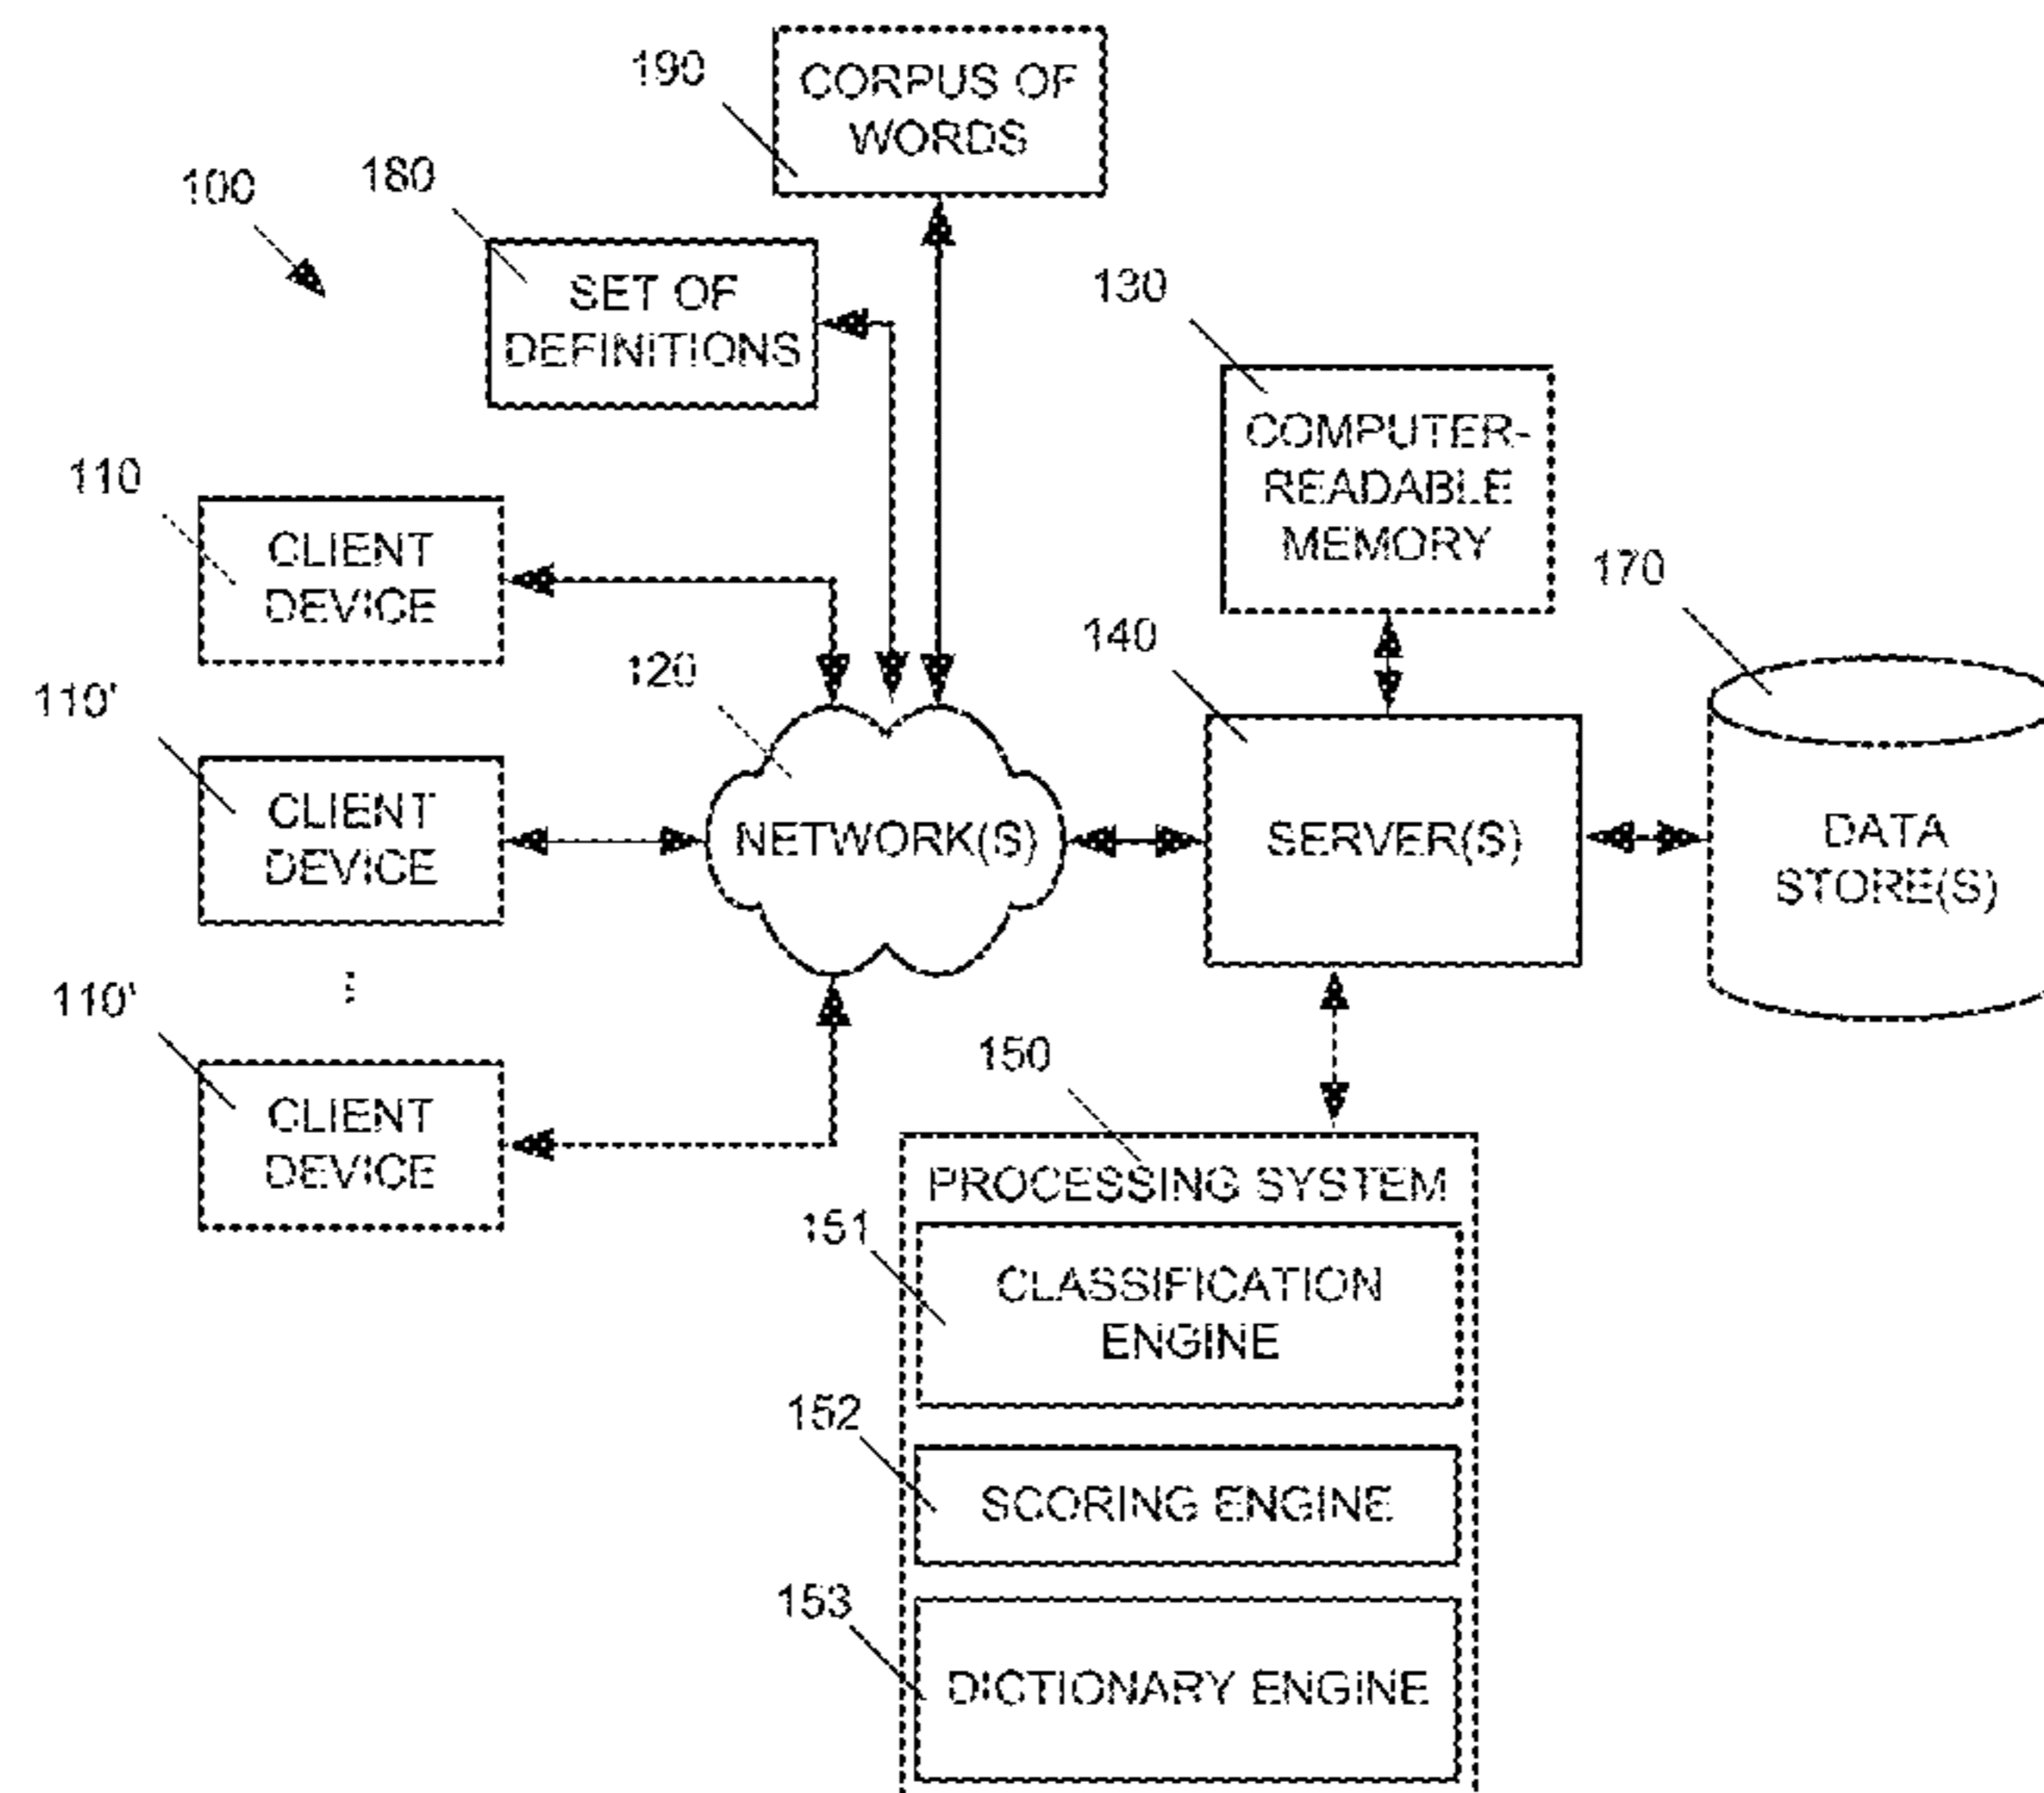 190
CORPUS OF
WORDS
100
180
SET OF
DEFINITIONS
130
COMPUTER-
READABLE
MEMORY
110
CLIENT
DEVICE
170
140
120
110'
CLIENT
DEVICE
NETWORK(S)
SERVER(S)
DATA
STORE(S)
110'
CLIENT
DEVICE
150
PROCESSING SYSTEM
151
CLASSIFICATION
ENGINE
152
SCORING ENGINE
153
DICTIONARY ENGINE